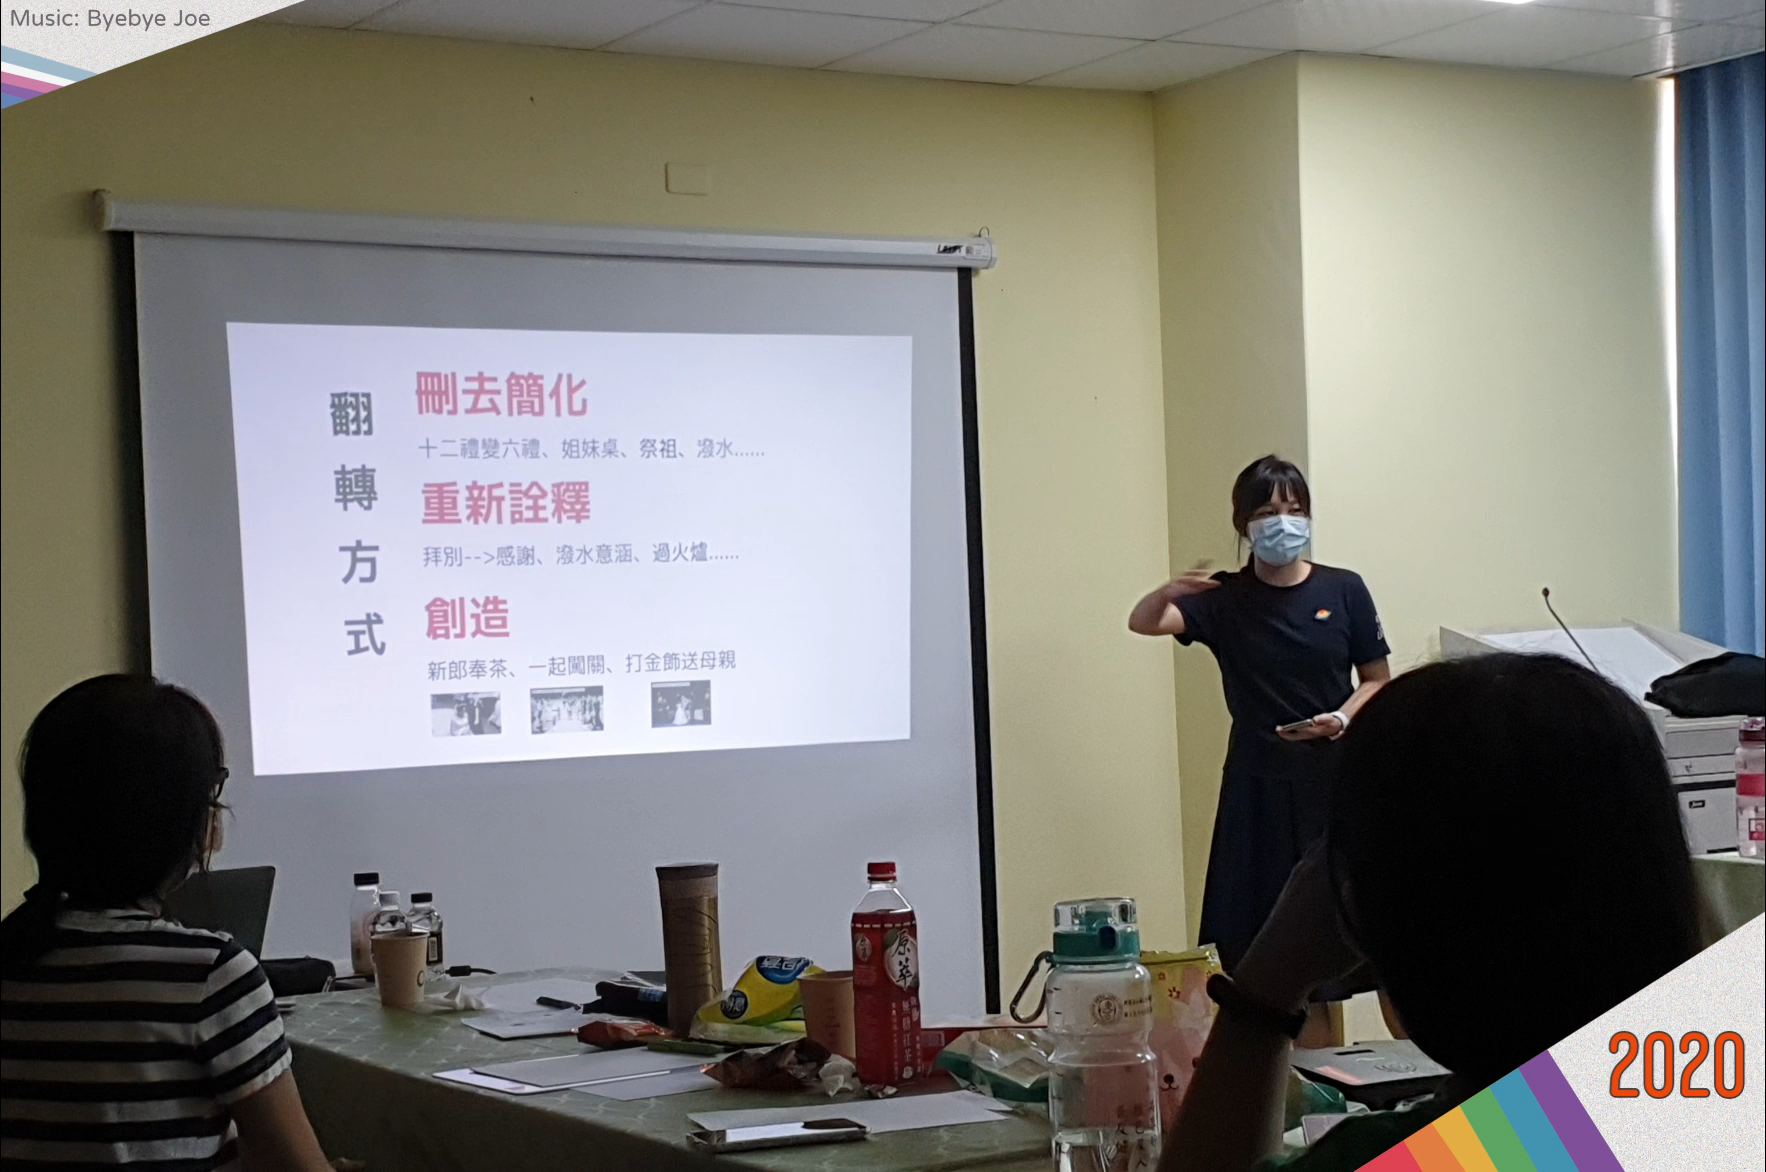 Music: Byebye Joe
翻轉方式
刪去簡化
十二禮變六禮、姐妹桌、祭祖、潑水......
重新詮釋
拜別-->感謝、潑水意涵、過火爐......
創造
新郎奉茶、一起闖關、打金飾送母親
原萃
2020